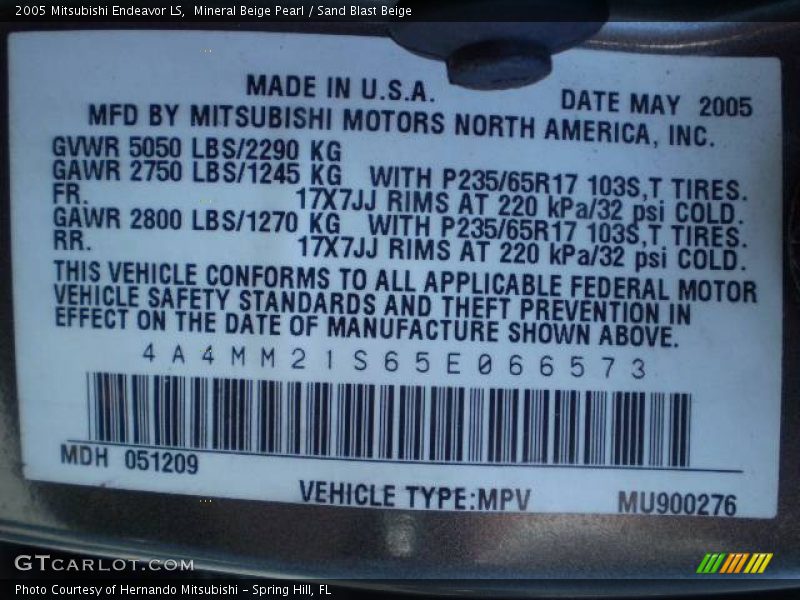 2005 Mitsubishi Endeavor LS, Mineral Beige Pearl / Sand Blast Beige
MADE IN U.S.A. DATE MAY 2005
MFD BY MITSUBISHI MOTORS NORTH AMERICA, INC.
GVWR 5050 LBS/2290 KG
GAWR 2750 LBS/1245 KG WITH P235/65R17 103S,T TIRES.
FR. 17X7JJ RIMS AT 220 kPa/32 psi COLD.
GAWR 2800 LBS/1270 KG WITH P235/65R17 103S,T TIRES.
RR. 17X7JJ RIMS AT 220 kPa/32 psi COLD.
THIS VEHICLE CONFORMS TO ALL APPLICABLE FEDERAL MOTOR
VEHICLE SAFETY STANDARDS AND THEFT PREVENTION IN
EFFECT ON THE DATE OF MANUFACTURE SHOWN ABOVE.
4A4MM21S65E066573
MDH 051209
VEHICLE TYPE:MPV MU900276
GTCARLOT.COM
Photo Courtesy of Hernando Mitsubishi - Spring Hill, FL